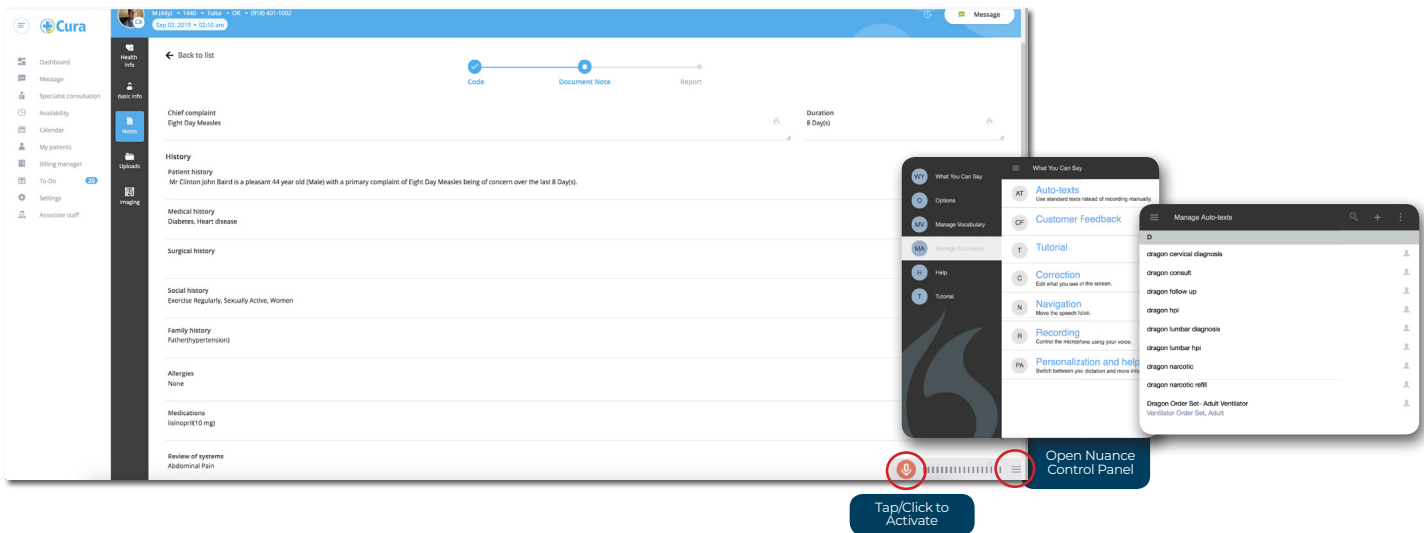 Cura
Dashboard
Message
Specialist consultation
Availability
Calendar
My patients
Billing manager
To-Do 20
Settings
Associate staff
M (44y) • 1440 • Tulsa • OK • (918) 401-1002
Sep 02, 2019 • 02:10 am
Message
Health info
Basic info
Notes
Uploads
Imaging
Back to list
Code
Document Note
Report
Chief complaint
Eight Day Measles
Duration
8 Day(s)
History
Patient history
Mr Clinton John Baird is a pleasant 44 year old (Male) with a primary complaint of Eight Day Measles being of concern over the last 8 Day(s).
Medical history
Diabetes, Heart disease
Surgical history
Social history
Exercise Regularly, Sexually Active, Women
Family history
Father(hypertension)
Allergies
None
Medications
lisinopril(10 mg)
Review of systems
Abdominal Pain
WY What You Can Say
O Options
MV Manage Vocabulary
MA Manage Auto-texts
H Help
T Tutorial
What You Can Say
AT Auto-texts
Use standard texts instead of recording manually.
CF Customer Feedback
T Tutorial
C Correction
Edit what you see on the screen.
N Navigation
Move the speech focus.
R Recording
Control the microphone using your voice.
PA Personalization and help
Switch between you dictation and more
Manage Auto-texts
D
dragon cervical diagnosis
dragon consult
dragon follow up
dragon hpi
dragon lumbar diagnosis
dragon lumbar hpi
dragon narcotic
dragon narcotic refill
Dragon Order Set- Adult Ventilator
Ventilator Order Set, Adult
Open Nuance
Control Panel
Tap/Click to
Activate